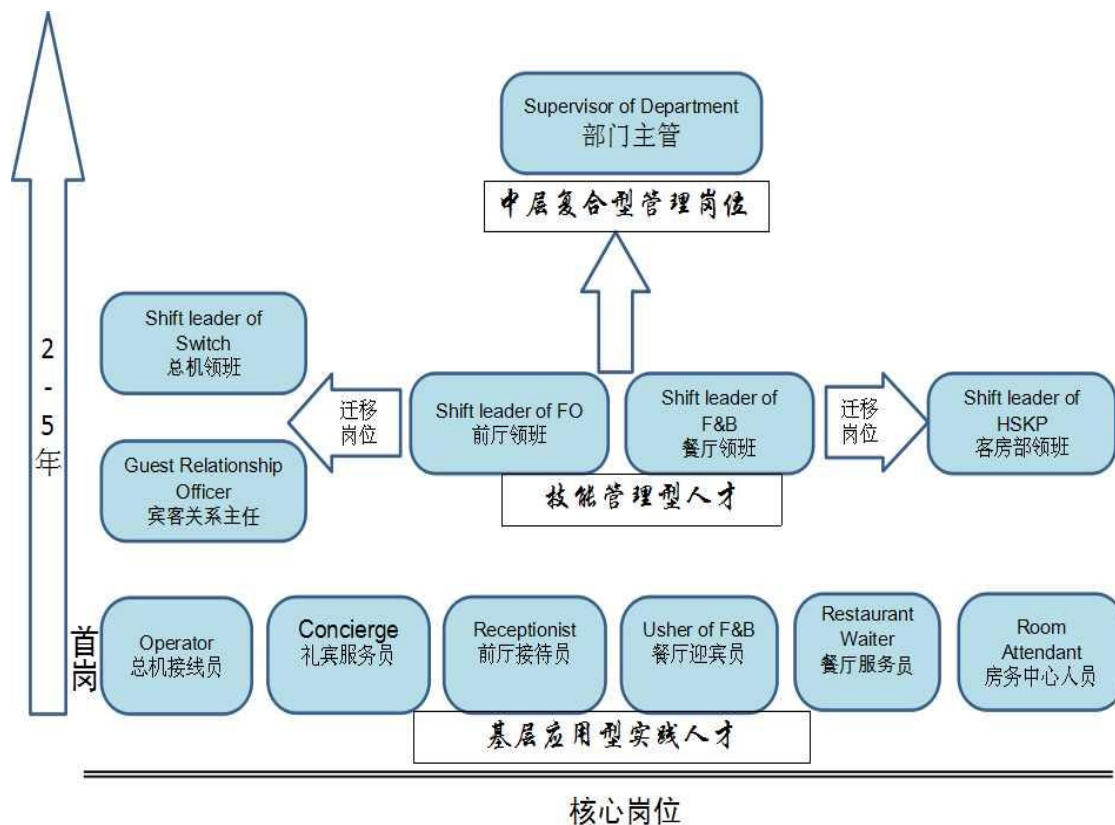 Supervisor of Department
部门主管
中层复合型管理岗位
2
-
5
年
Shift leader of
Switch
总机领班
迁移
岗位
Shift leader of FO
前厅领班
Shift leader of
F&B
餐厅领班
迁移
岗位
Shift leader of
HSKP
客房部领班
Guest Relationship
Officer
宾客关系主任
技能管理型人才
首
岗
Operator
总机接线员
Concierge
礼宾服务员
Receptionist
前厅接待员
Usher of F&B
餐厅迎宾员
Restaurant
Waiter
餐厅服务员
Room
Attendant
房务中心人员
基层应用型实践人才
核心岗位